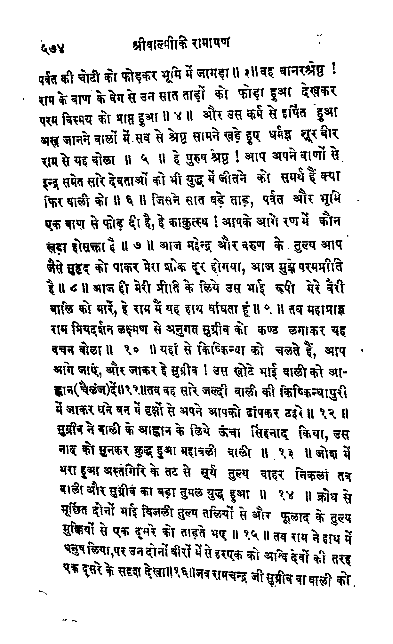 ५७४ श्रीवाल्मीकि रामायण
पर्वत की चोटी को फोड़कर भूमि में जागड़ा॥३॥ वह वानरश्रेष्ठ !
राम के बाण के वेग से उन सात ताड़ों को फोड़ा हुआ देखकर
परम विस्मय को प्राप्त हुआ ॥ ४॥ और उस कर्म से हर्षित हुआ
अस्त्र जानने वालों में सब से श्रेष्ठ सामने खड़े हुए धर्मज्ञ शूर वीर
राम से यह बोला ॥ ५ ॥ हे पुरुष श्रेष्ठ ! आप अपने बाणों से
इन्द्र समेत सारे देवताओं को भी युद्ध में जीतने को समर्थ हैं क्या
फिर वाली को ॥ ६॥ जिसने सात बड़े ताड़, पर्वत और भूमि
एक बाण से फोड़ दी है, हे काकुत्स्थ ! आपके आगे रण में कौन
खड़ा होसक्ता है ॥ ७ ॥ आज महेन्द्र और वरुण के तुल्य आप
जैसे सुहृद को पाकर मेरा शोक दूर होगया, आज मुझे परमप्रीति
है ॥८॥ आज ही मेरी प्रीति के लिये उस भाई रूपी मेरे वैरी
वालि को मारें, हे राम मैं यह हाथ बांधता हूं॥९॥ तब महाप्राज्ञ
राम प्रियदर्शन लक्ष्मण से अनुगत सुग्रीव को कण्ठ लगाकर यह
वचन बोला॥ १० ॥ यहां से किष्किन्धा को चलते हैं, आप
आगे जाएं, और जाकर हे सुग्रीव ! उस खोटे भाई वाली को आ-
ह्वान(चैलंज)दें॥११॥तब वह सारे जल्दी वाली की किष्किन्धापुरी
में आकर घने वन में वृक्षों से अपने आपको ढांपकर ठहरे॥ १२॥
सुग्रीव ने वाली के आह्वान के लिये ऊंचा सिंहनाद किया, उस
नाद को सुनकर क्रुद्ध हुआ महाबली वाली ॥ १३ ॥ जोश में
भरा हुआ अस्तगिरि के तट से सूर्य तुल्य बाहर निकला तब
वाली और सुग्रीव का बड़ा तुमल युद्ध हुआ ॥ १४ ॥ क्रोध से
मूर्छित दोनों भाई बिजली तुल्य तलियों से और फूलाद के तुल्य
मुक्कियों से एक दूसरे को ताड़ते भए ॥ १५॥ तब राम ने हाथ में
धनुष लिया,पर उन दोनों वीरों में से हरएक को अश्वि देवों की तरह
एक दूसरे के सदृश देखा॥१६॥जब रामचन्द्र जी सुग्रीव वा वाली को